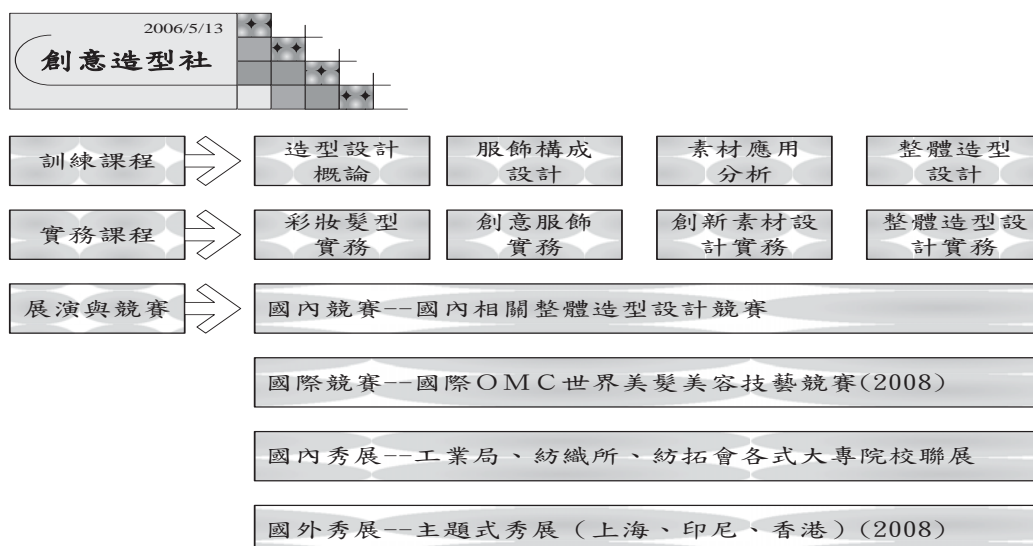 2006/5/13
創意造型社
訓練課程
造型設計
概論
服飾構成
設計
素材應用
分析
整體造型
設計
實務課程
彩妝髮型
實務
創意服飾
實務
創新素材設
計實務
整體造型設
計實務
展演與競賽
國內競賽--國內相關整體造型設計競賽
國際競賽--國際OMC世界美髮美容技藝競賽(2008)
國內秀展--工業局、紡織所、紡拓會各式大專院校聯展
國外秀展--主題式秀展（上海、印尼、香港）(2008)